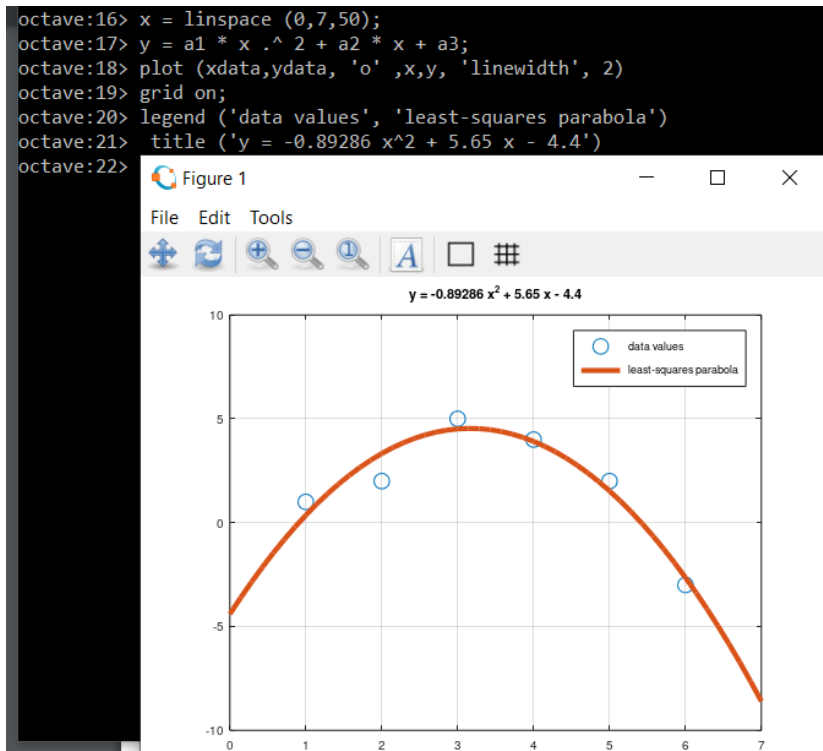 octave:16> x = linspace (0,7,50);
octave:17> y = a1 * x .^ 2 + a2 * x + a3;
octave:18> plot (xdata,ydata, 'o' ,x,y, 'linewidth', 2)
octave:19> grid on;
octave:20> legend ('data values', 'least-squares parabola')
octave:21>  title ('y = -0.89286 x^2 + 5.65 x - 4.4')
octave:22>
Figure 1
File Edit Tools
A
y = -0.89286 x² + 5.65 x - 4.4
data values
least-squares parabola
10
5
0
-5
-10
0 1 2 3 4 5 6 7